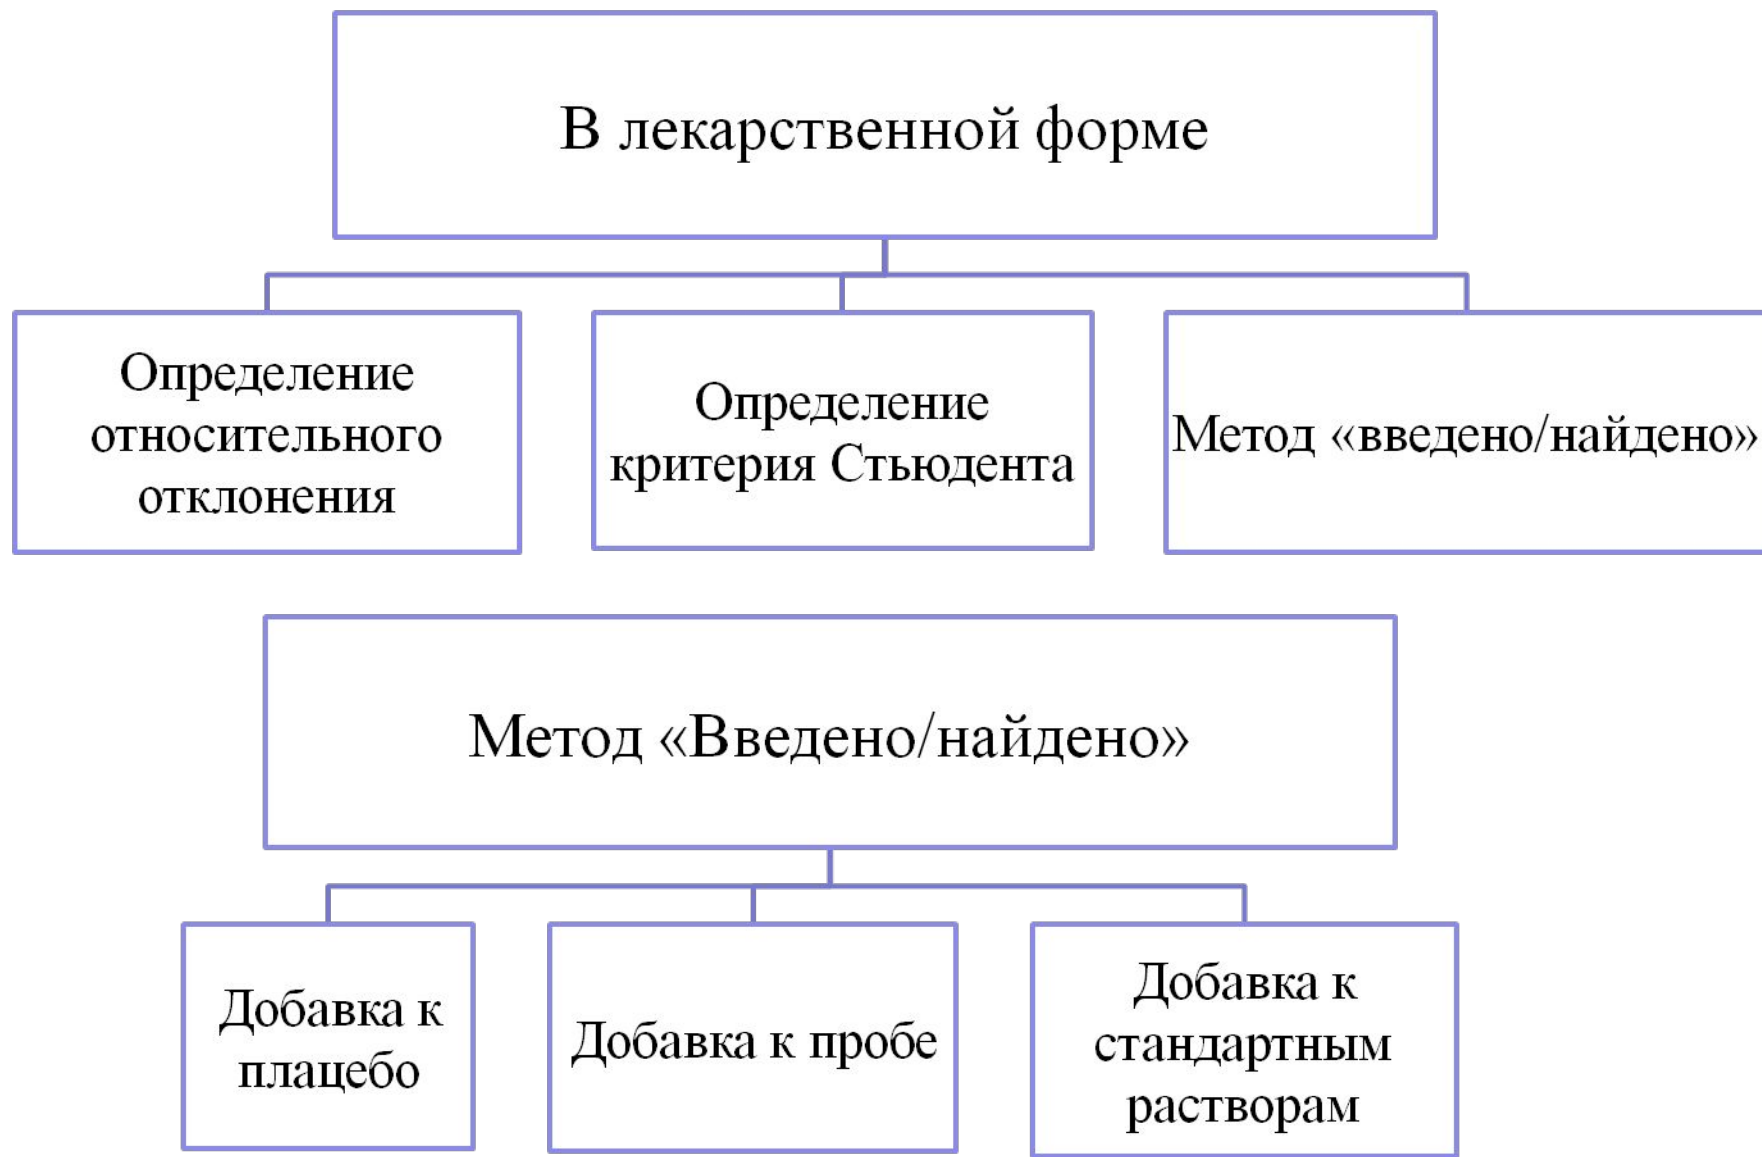 В лекарственной форме
Определение
относительного
отклонения
Определение
критерия Стьюдента
Метод «введено/найдено»
Метод «Введено/найдено»
Добавка к
плацебо
Добавка к пробе
Добавка к
стандартным
растворам